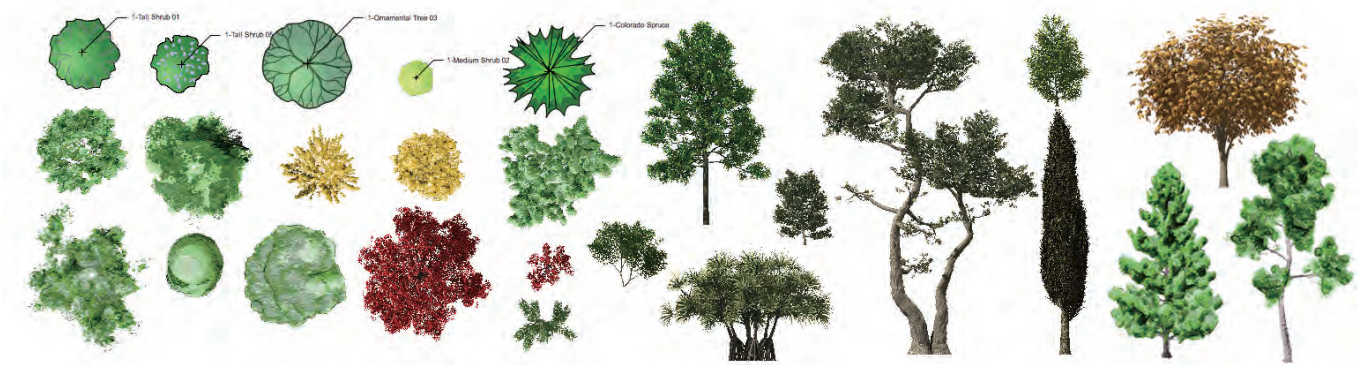 1-Tall Shrub 01
1-Ornamental Tree 03
1-Colorado Spruce
1-Tall Shrub 05
1-Medium Shrub 02